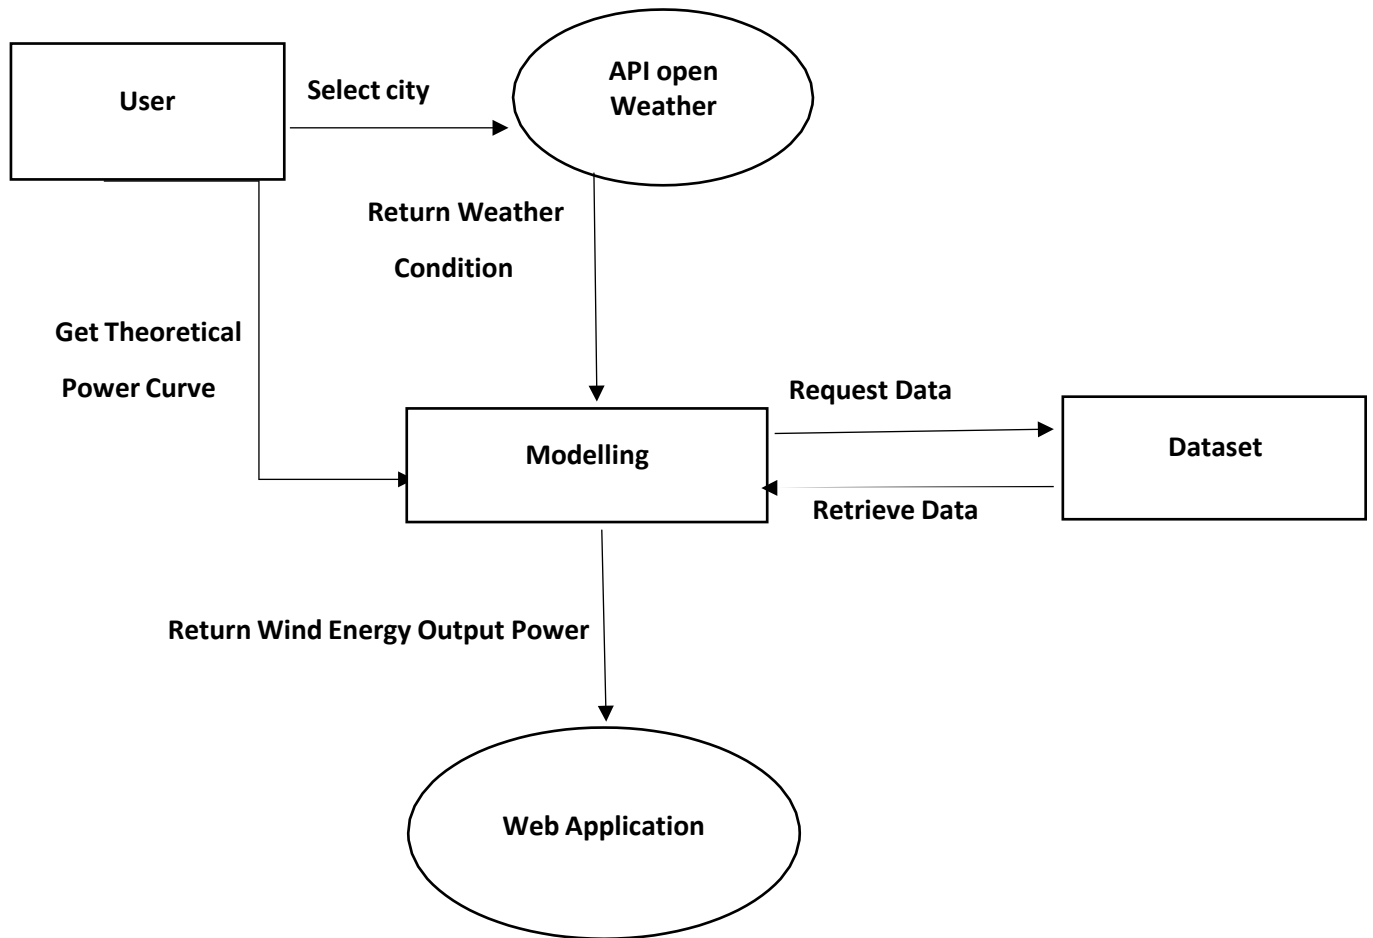 User
Select city
API open
Weather
Return Weather
Condition
Get Theoretical
Power Curve
Request Data
Modelling
Dataset
Retrieve Data
Return Wind Energy Output Power
Web Application